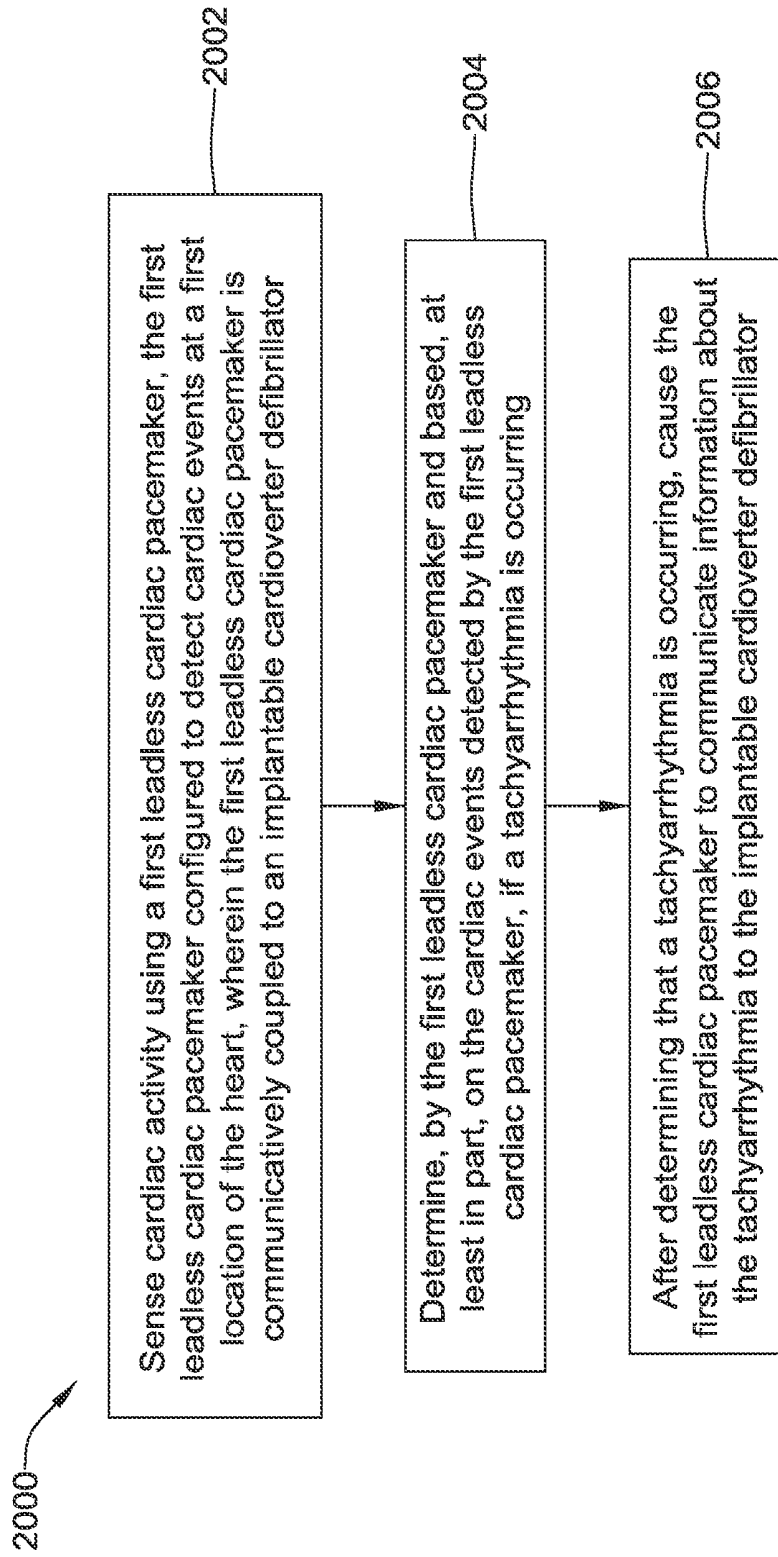 2000
2002
Sense cardiac activity using a first leadless cardiac pacemaker, the first
leadless cardiac pacemaker configured to detect cardiac events at a first
location of the heart, wherein the first leadless cardiac pacemaker is
communicatively coupled to an implantable cardioverter defibrillator
2004
Determine, by the first leadless cardiac pacemaker and based, at
least in part, on the cardiac events detected by the first leadless
cardiac pacemaker, if a tachyarrhythmia is occurring
2006
After determining that a tachyarrhythmia is occurring, cause the
first leadless cardiac pacemaker to communicate information about
the tachyarrhythmia to the implantable cardioverter defibrillator